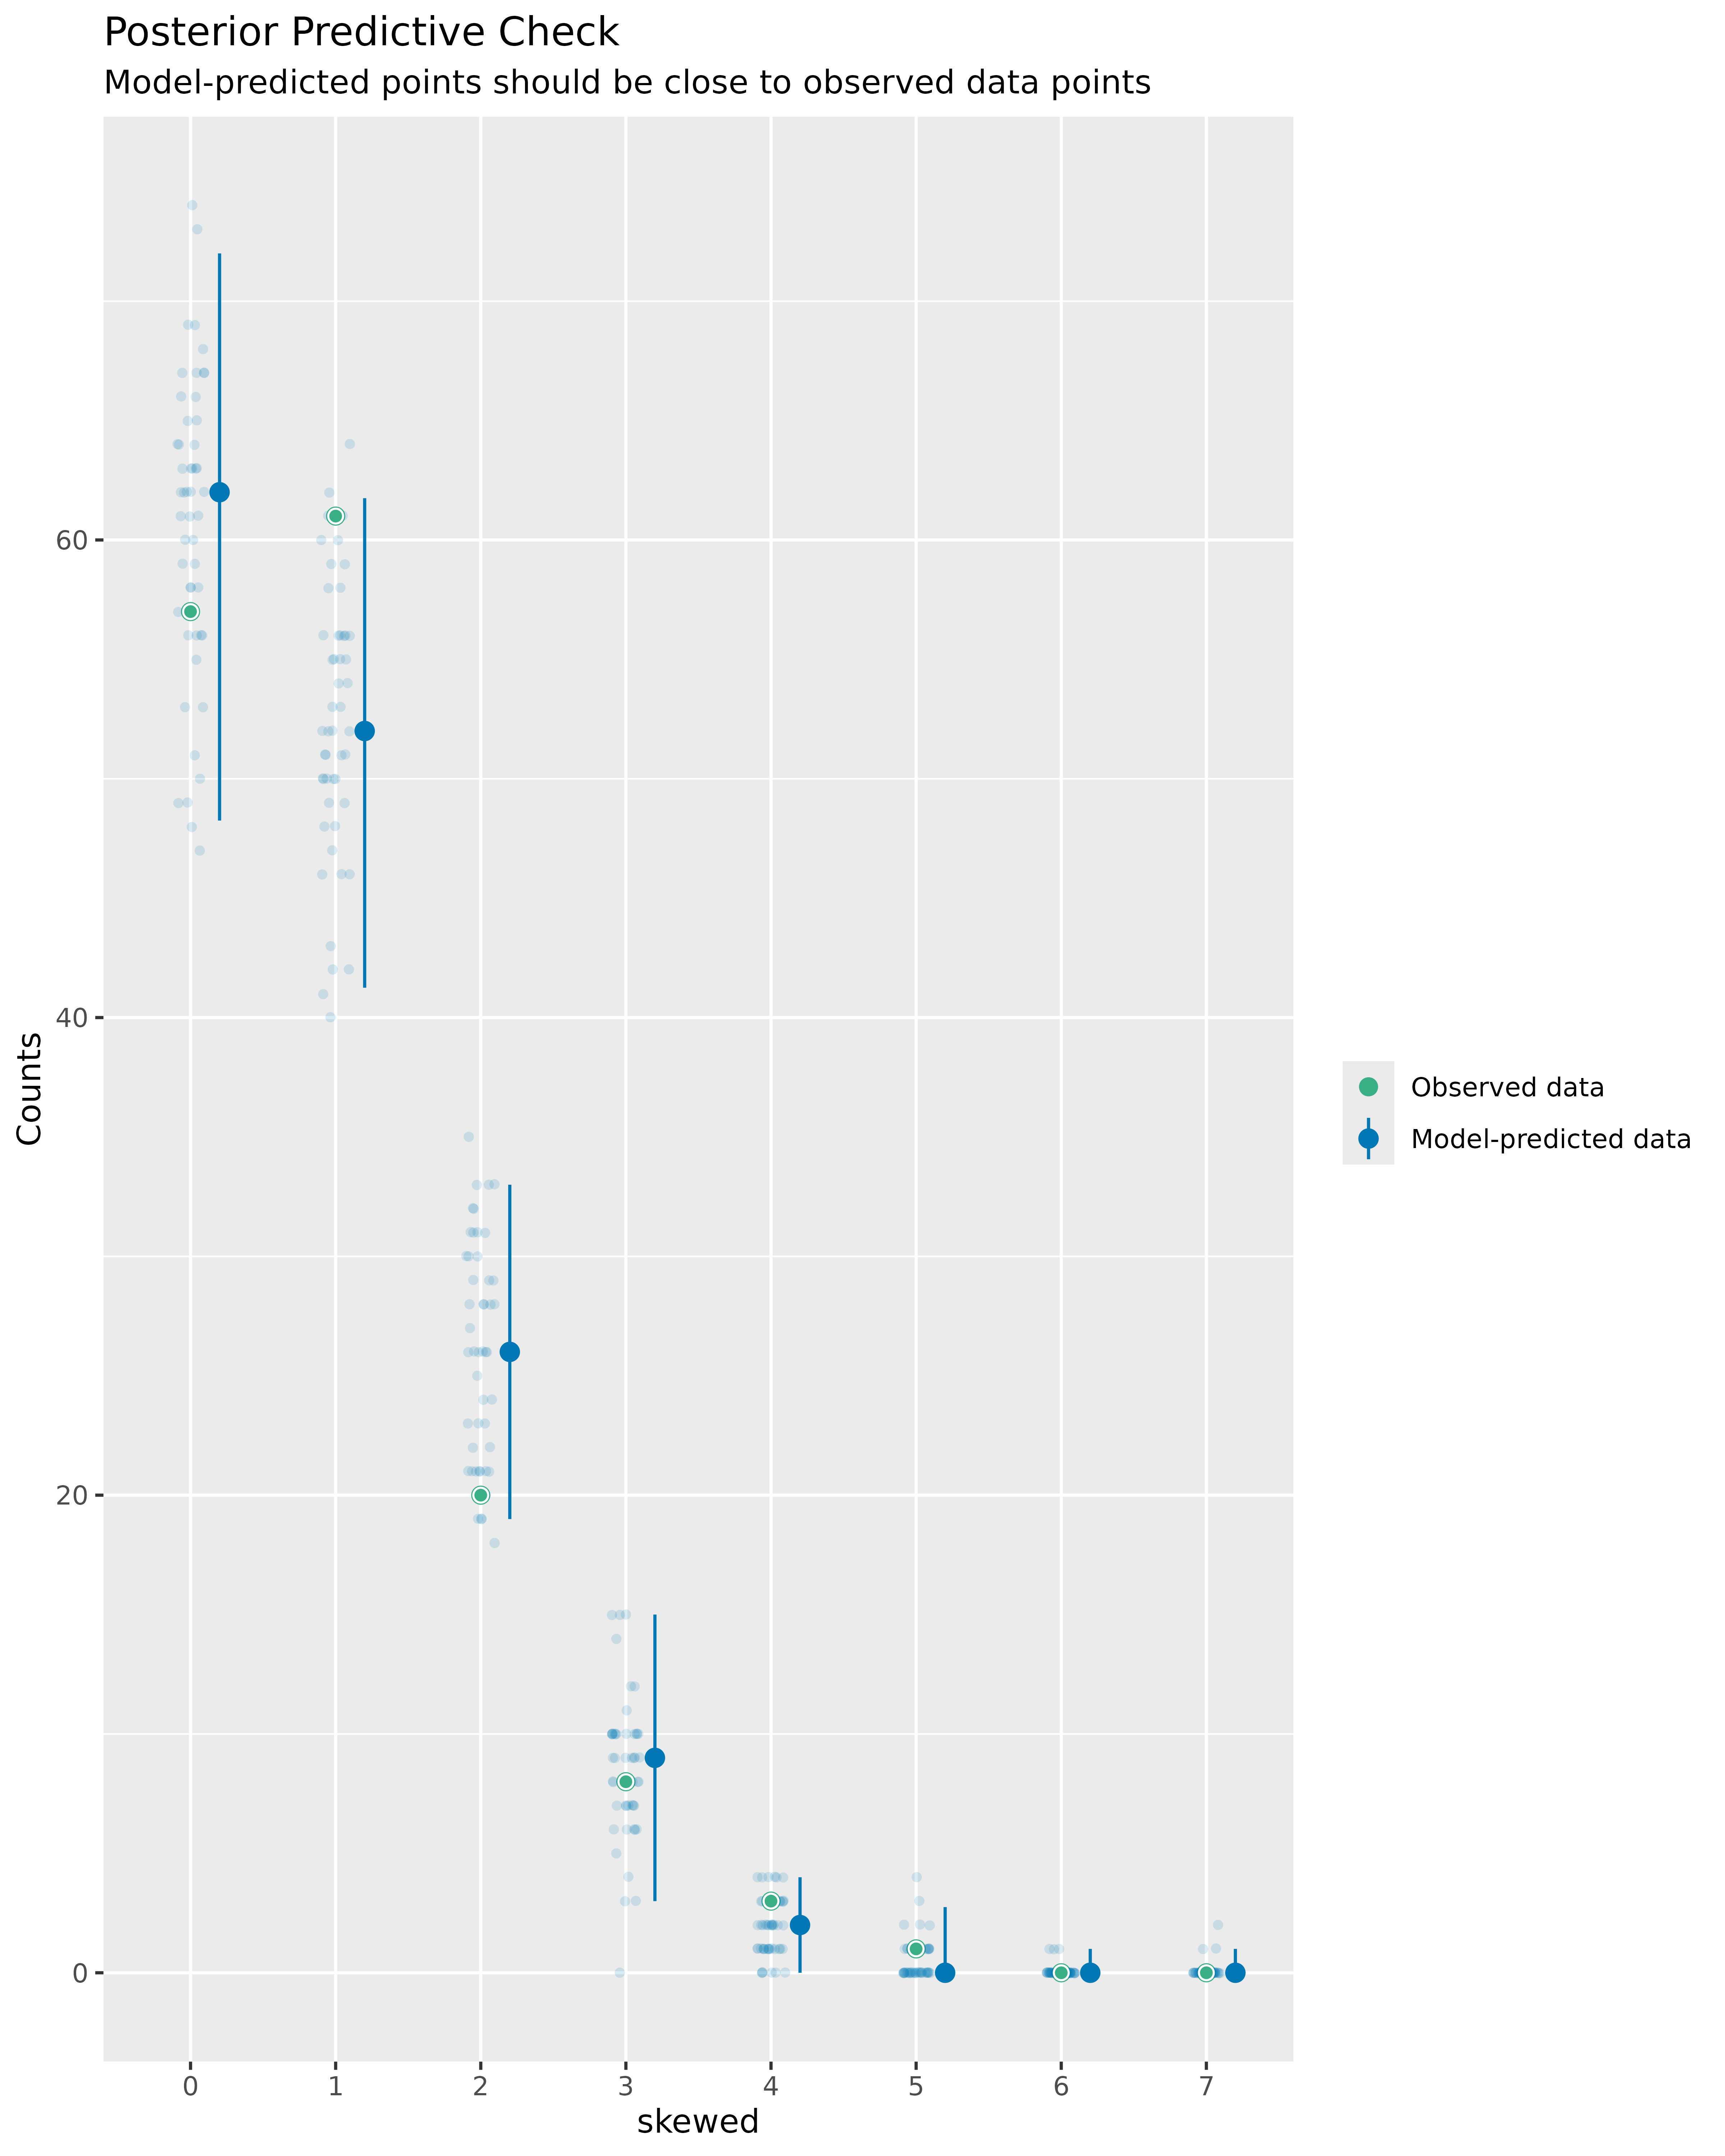 Posterior Predictive Check
Model-predicted points should be close to observed data points
Counts
60
40
20
0
0 1 2 3 4 5 6 7
skewed
Observed data
Model-predicted data